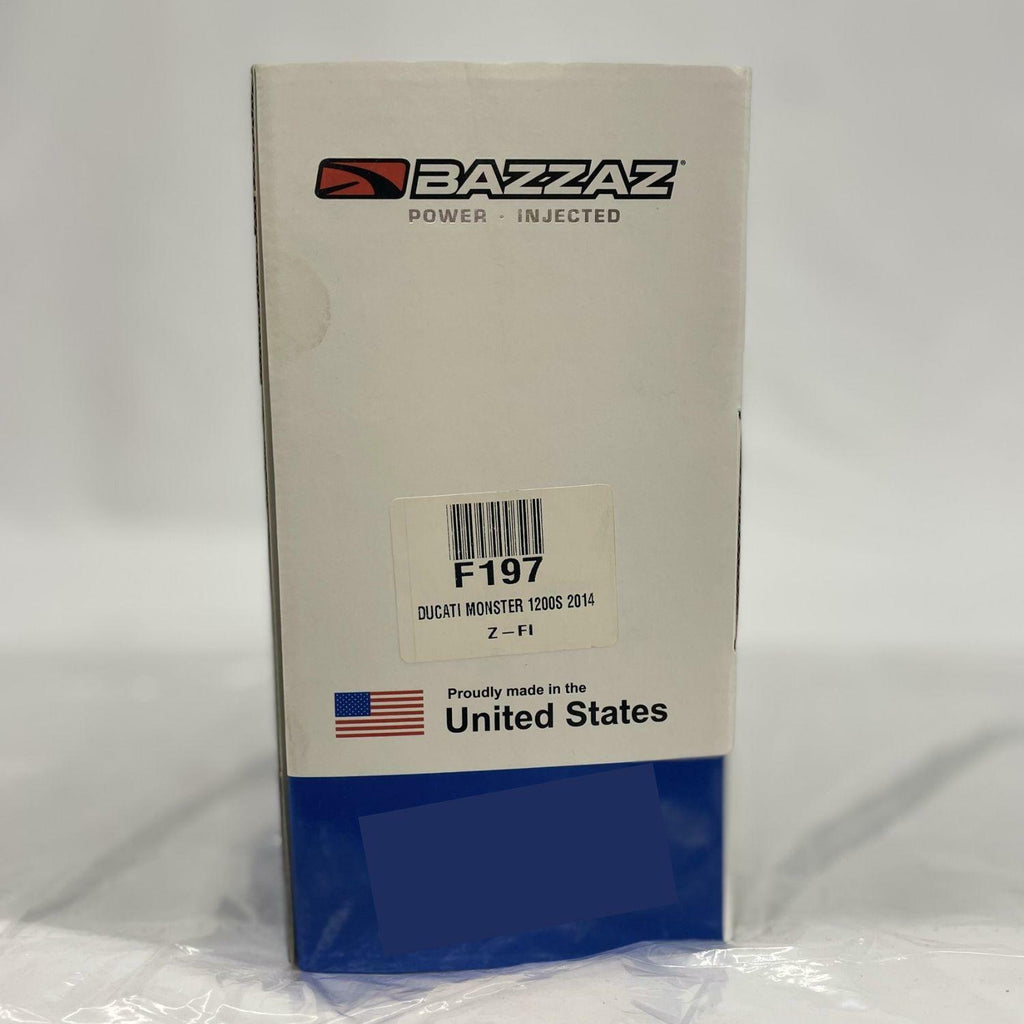 BAZZAZ®
POWER · INJECTED
F197
DUCATI MONSTER 1200S 2014
Z-FI
Proudly made in the
United States